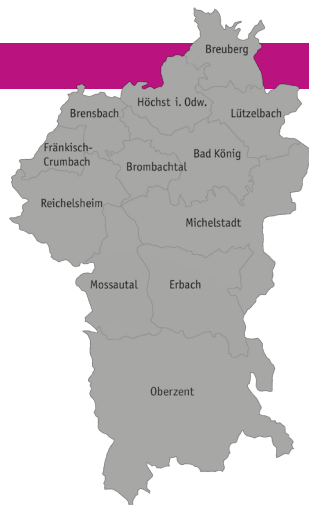 Breuberg
Höchst i. Odw.
Brensbach
Lützelbach
Fränkisch-
Crumbach
Bad König
Brombachtal
Reichelsheim
Michelstadt
Mossautal
Erbach
Oberzent